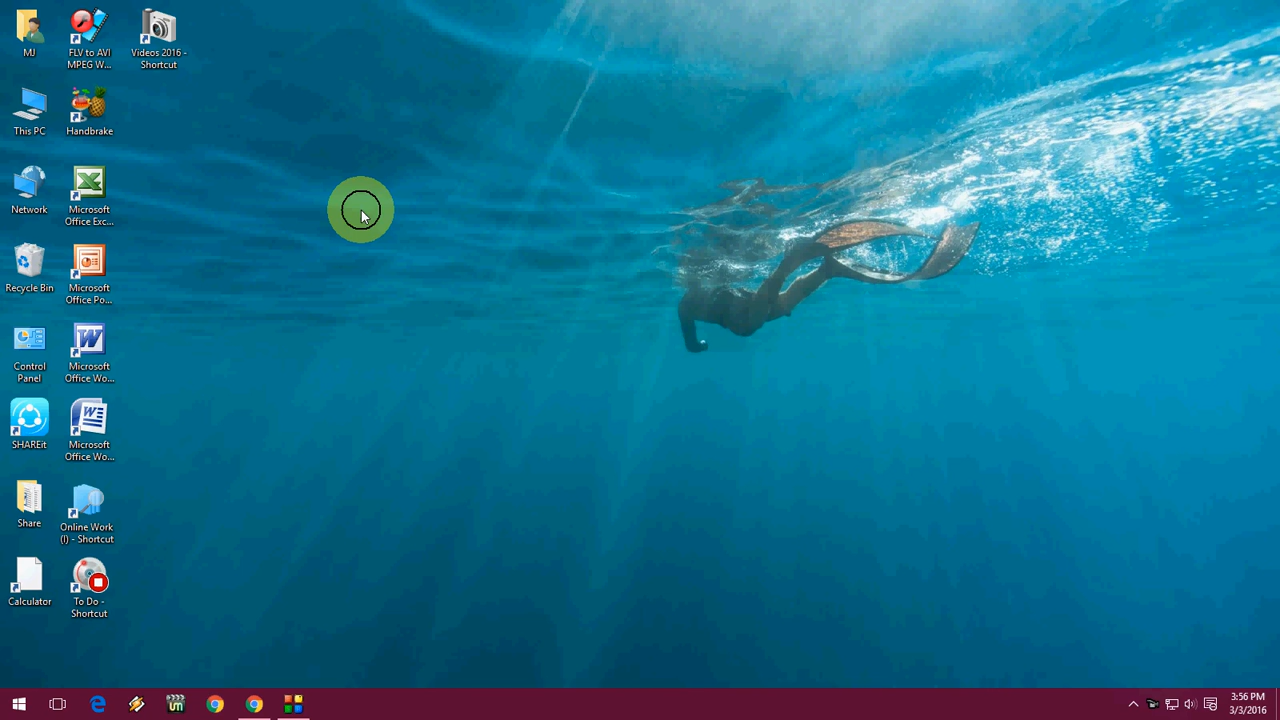 MJ
FLV to AVI
MPEG W...
Videos 2016 -
Shortcut
This PC
Handbrake
Network
Microsoft
Office Exc...
Recycle Bin
Microsoft
Office Po...
Control
Panel
Microsoft
Office Wo...
SHAREit
Microsoft
Office Wo...
Share
Online Work
(I) - Shortcut
Calculator
To Do -
Shortcut
3:56 PM
3/3/2016